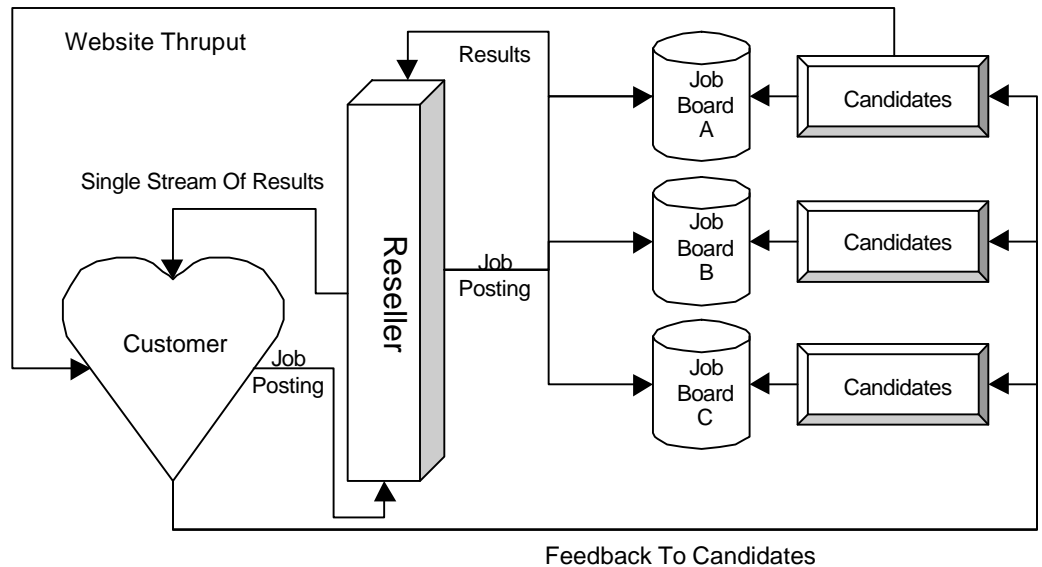 Website Thruput
Results
Job
Board
A
Candidates
Single Stream Of Results
Reseller
Job
Posting
Job
Board
B
Candidates
Customer
Job
Posting
Job
Board
C
Candidates
Feedback To Candidates